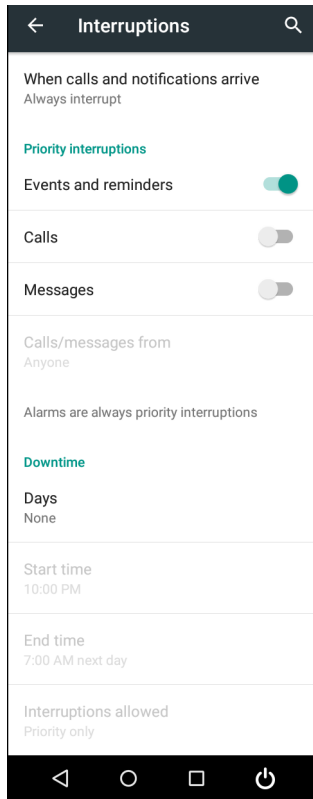 Interruptions
When calls and notifications arrive
Always interrupt
Priority interruptions
Events and reminders
Calls
Messages
Calls/messages from
Anyone
Alarms are always priority interruptions
Downtime
Days
None
Start time
10:00 PM
End time
7:00 AM next day
Interruptions allowed
Priority only